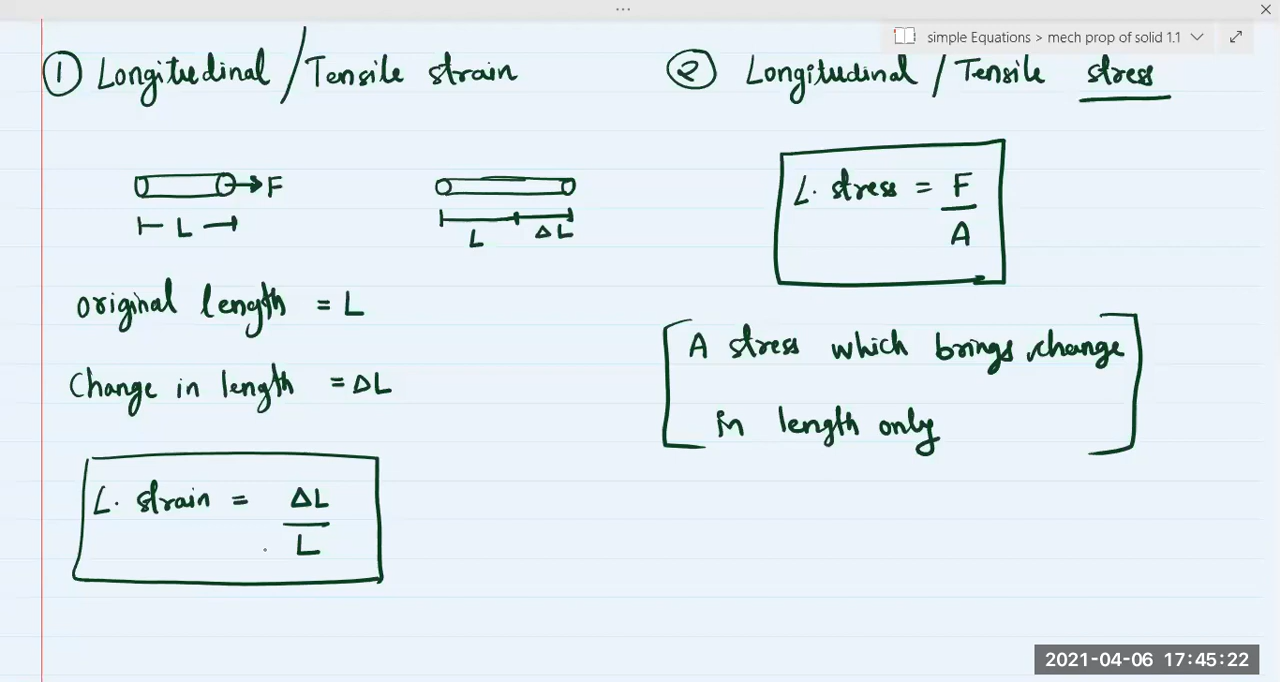 simple Equations > mech prop of solid 1.1
① Longitudinal / Tensile strain
F
L
L ΔL
original length = L
Change in length = ΔL
L. strain = ΔL
L
② Longitudinal / Tensile stress
L. stress = F
A
A stress which brings change
in length only
2021-04-06 17:45:22